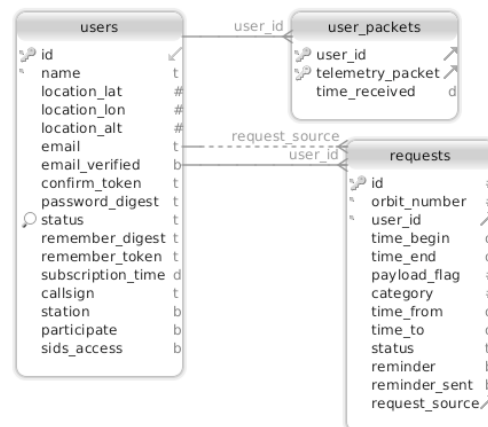 users
id
name t
location_lat #
location_lon #
location_alt #
email t
email_verified b
confirm_token t
password_digest t
status t
remember_digest t
remember_token t
subscription_time d
callsign t
station b
participate b
sids_access b
user_id
user_packets
user_id
telemetry_packet
time_received d
request_source
user_id
requests
id
orbit_number
user_id
time_begin
time_end
payload_flag
category
time_from
time_to
status
reminder
reminder_sent
request_source